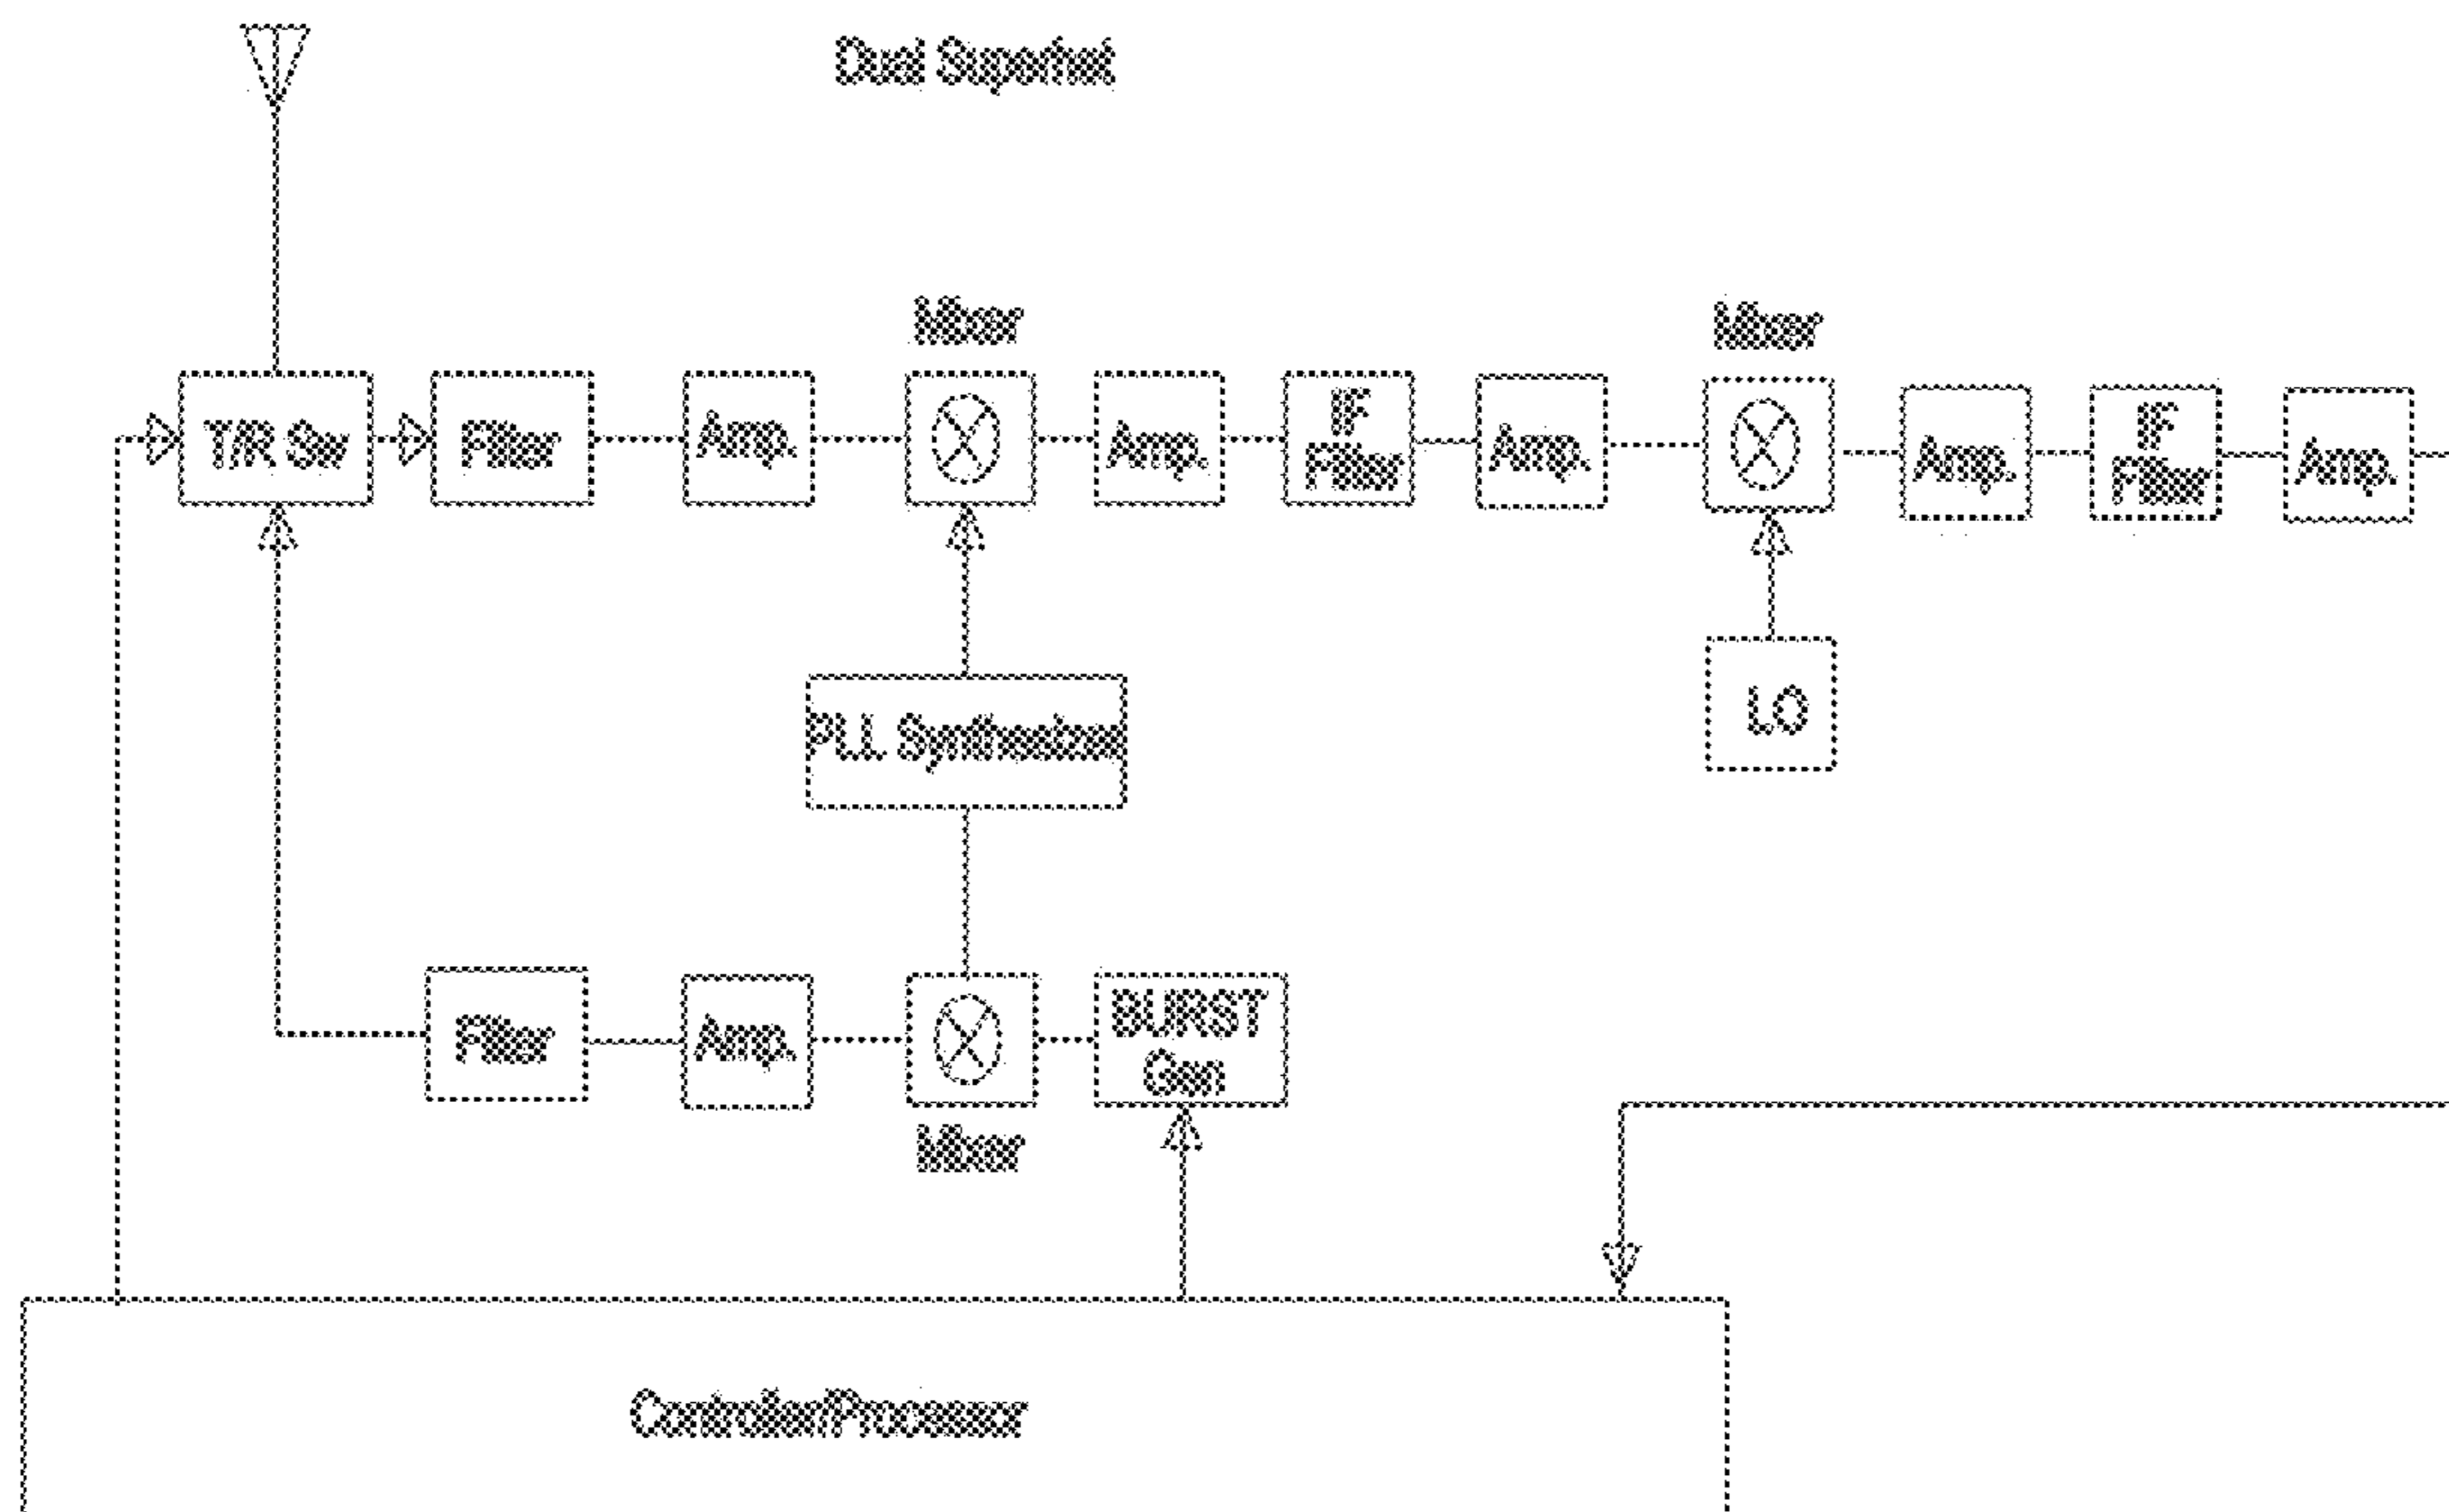 Dual Superhet
Mixer
Mixer
T/R Sw
Filter
Amp.
Amp.
IF
Filter
Amp.
Amp.
IF
Filter
Amp.
PLL Synthesizer
LO
Filter
Amp.
BURST
Gen
Mixer
Controller/Processor